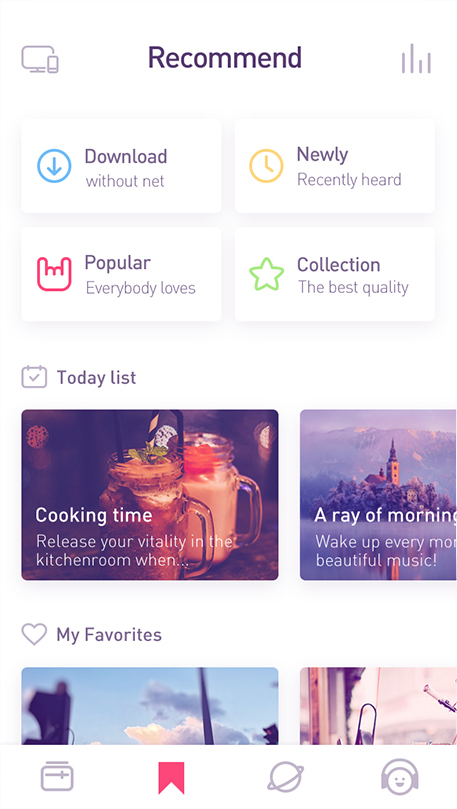 Recommend
Download
without net
Newly
Recently heard
Popular
Everybody loves
Collection
The best quality
Today list
Cooking time
Release your vitality in the
kitchenroom when...
A ray of morning
Wake up every mor
beautiful music!
My Favorites